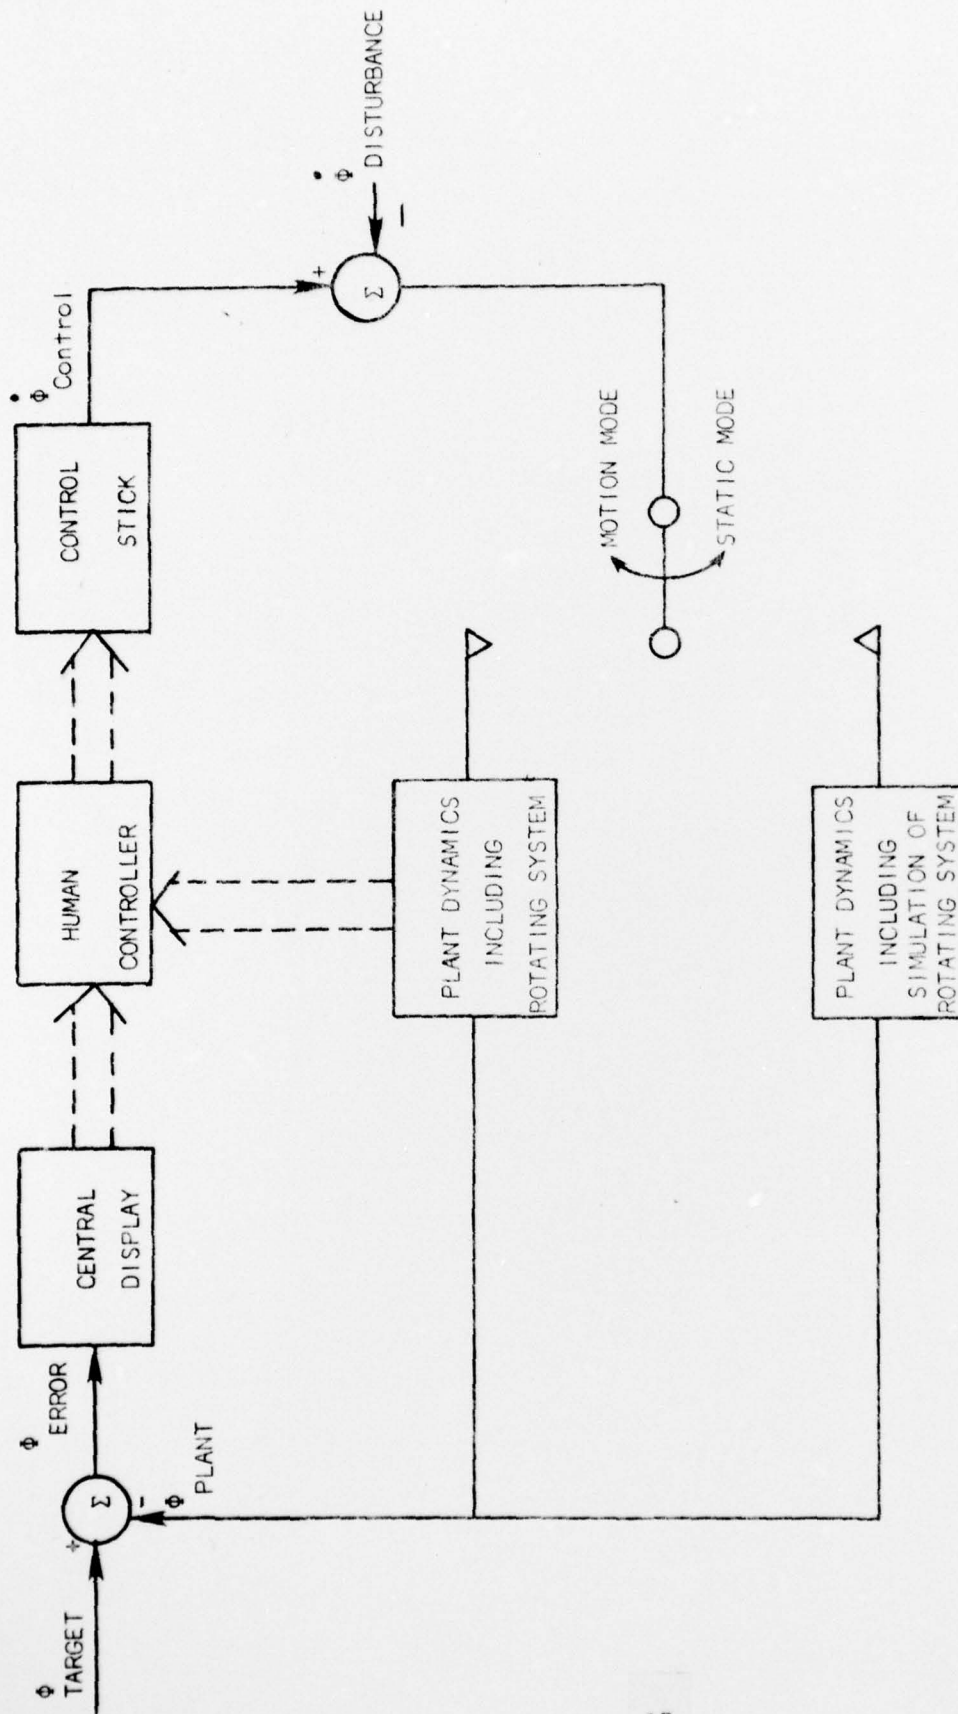 Φ
TARGET
+
Σ
-
Φ
PLANT
Φ
ERROR
CENTRAL
DISPLAY
HUMAN
CONTROLLER
CONTROL
STICK
Φ̇
Control
+
Σ
-
Φ̇
DISTURBANCE
MOTION MODE
STATIC MODE
PLANT DYNAMICS
INCLUDING
ROTATING SYSTEM
PLANT DYNAMICS
INCLUDING
SIMULATION OF
ROTATING SYSTEM